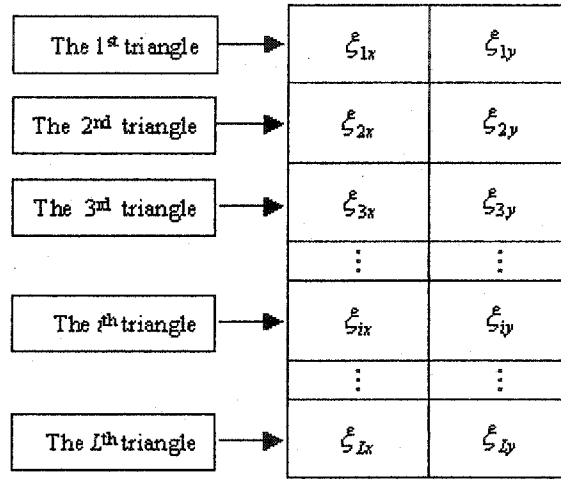 The 1st triangle ξ1x ξ1y
The 2nd triangle ξ2x ξ2y
The 3rd triangle ξ3x ξ3y
⋮ ⋮
The ith triangle ξix ξiy
⋮ ⋮
The Lth triangle ξLx ξLy